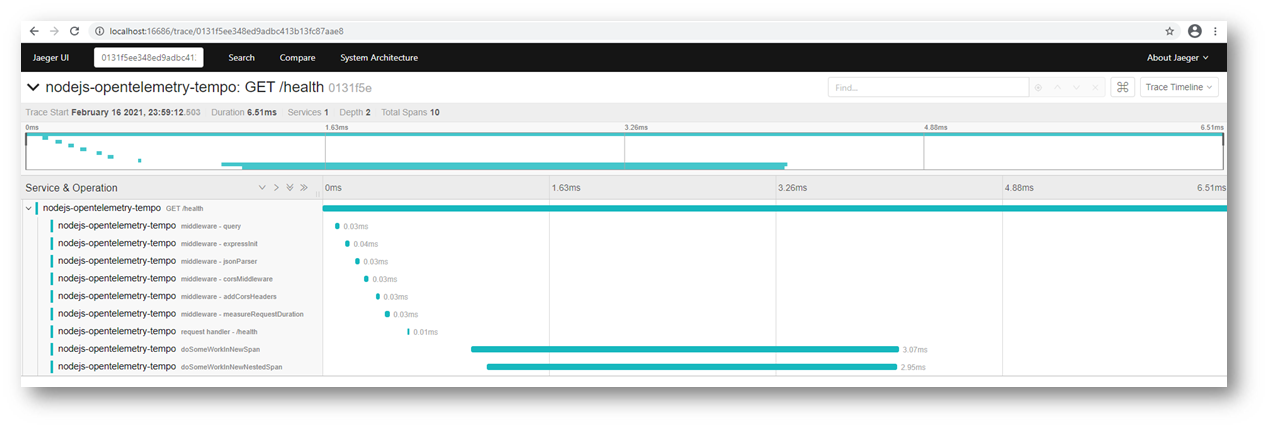 localhost:16686/trace/0131f5ee348ed9adbc413b13fc87aae8
Jaeger UI 0131f5ee348ed9adbc41 Search Compare System Architecture About Jaeger
nodejs-opentelemetry-tempo: GET /health 0131f5e Find... Trace Timeline
Trace Start February 16 2021, 23:59:12.503 Duration 6.51ms Services 1 Depth 2 Total Spans 10
0ms 1.63ms 3.26ms 4.88ms 6.51ms
Service & Operation 0ms 1.63ms 3.26ms 4.88ms 6.51ms
nodejs-opentelemetry-tempo GET /health
nodejs-opentelemetry-tempo middleware - query 0.03ms
nodejs-opentelemetry-tempo middleware - expressInit 0.04ms
nodejs-opentelemetry-tempo middleware - jsonParser 0.03ms
nodejs-opentelemetry-tempo middleware - corsMiddleware 0.03ms
nodejs-opentelemetry-tempo middleware - addCorsHeaders 0.03ms
nodejs-opentelemetry-tempo middleware - measureRequestDuration 0.03ms
nodejs-opentelemetry-tempo request handler - /health 0.01ms
nodejs-opentelemetry-tempo doSomeWorkInNewSpan 3.07ms
nodejs-opentelemetry-tempo doSomeWorkInNewNestedSpan 2.95ms